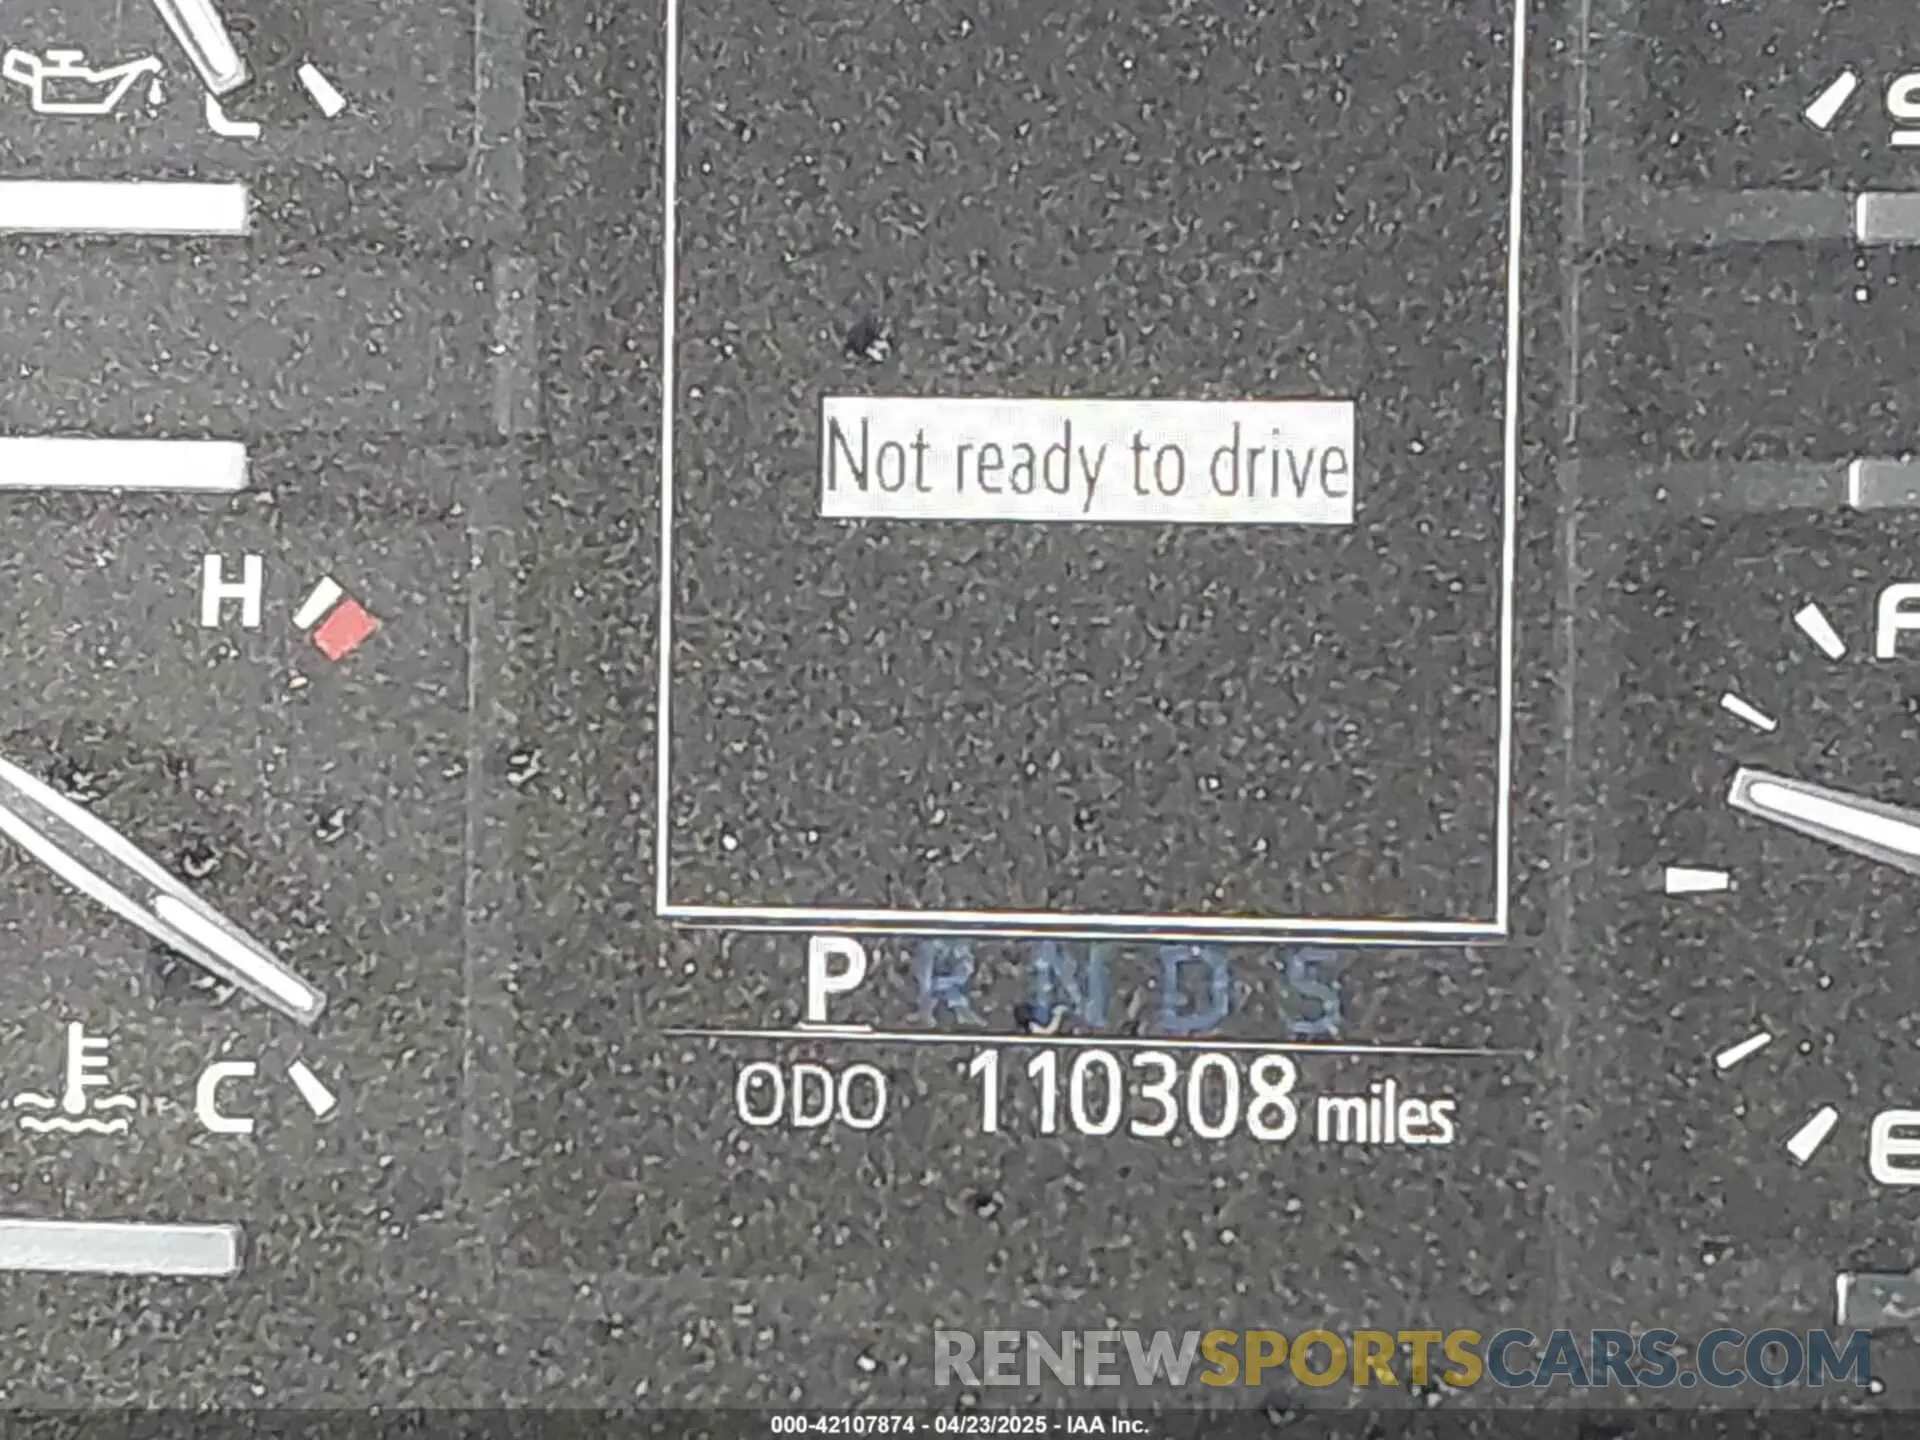 L
S
Not ready to drive
H
F
P R N D S
ODO 110308 miles
C
E
RENEWSPORTSCARS.COM
000-42107874 - 04/23/2025 - IAA Inc.